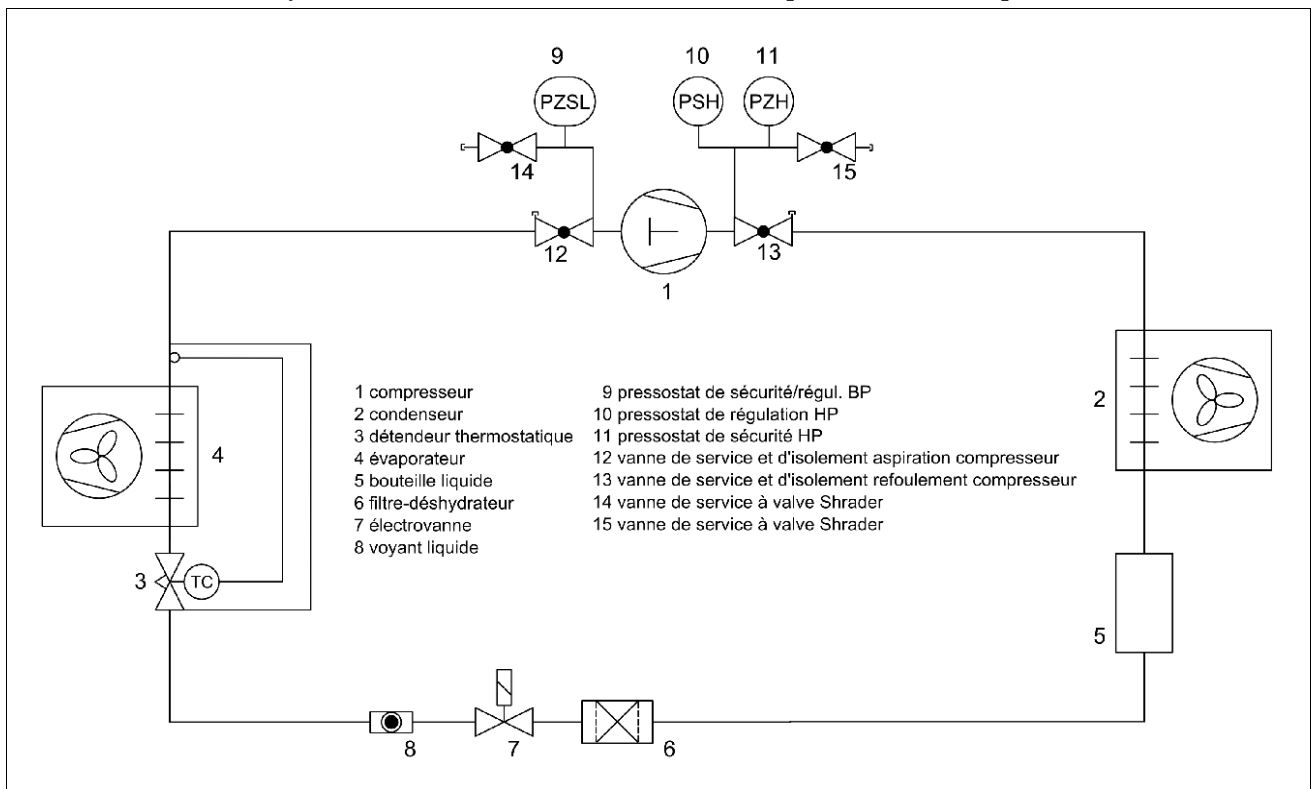 9
10
11
PZSL
PSH
PZH
14
15
12
13
1
1 compresseur
2 condenseur
3 détendeur thermostatique
4 évaporateur
5 bouteille liquide
6 filtre-déshydrateur
7 électrovanne
8 voyant liquide
9 pressostat de sécurité/régul. BP
10 pressostat de régulation HP
11 pressostat de sécurité HP
12 vanne de service et d'isolement aspiration compresseur
13 vanne de service et d'isolement refoulement compresseur
14 vanne de service à valve Shrader
15 vanne de service à valve Shrader
2
4
3
TC
5
8
7
6